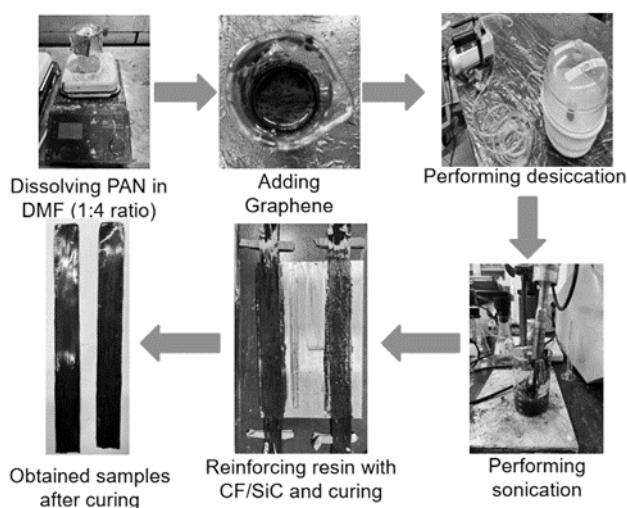 Dissolving PAN in
DMF (1:4 ratio)
Adding
Graphene
Performing desiccation
Performing
sonication
Reinforcing resin with
CF/SiC and curing
Obtained samples
after curing